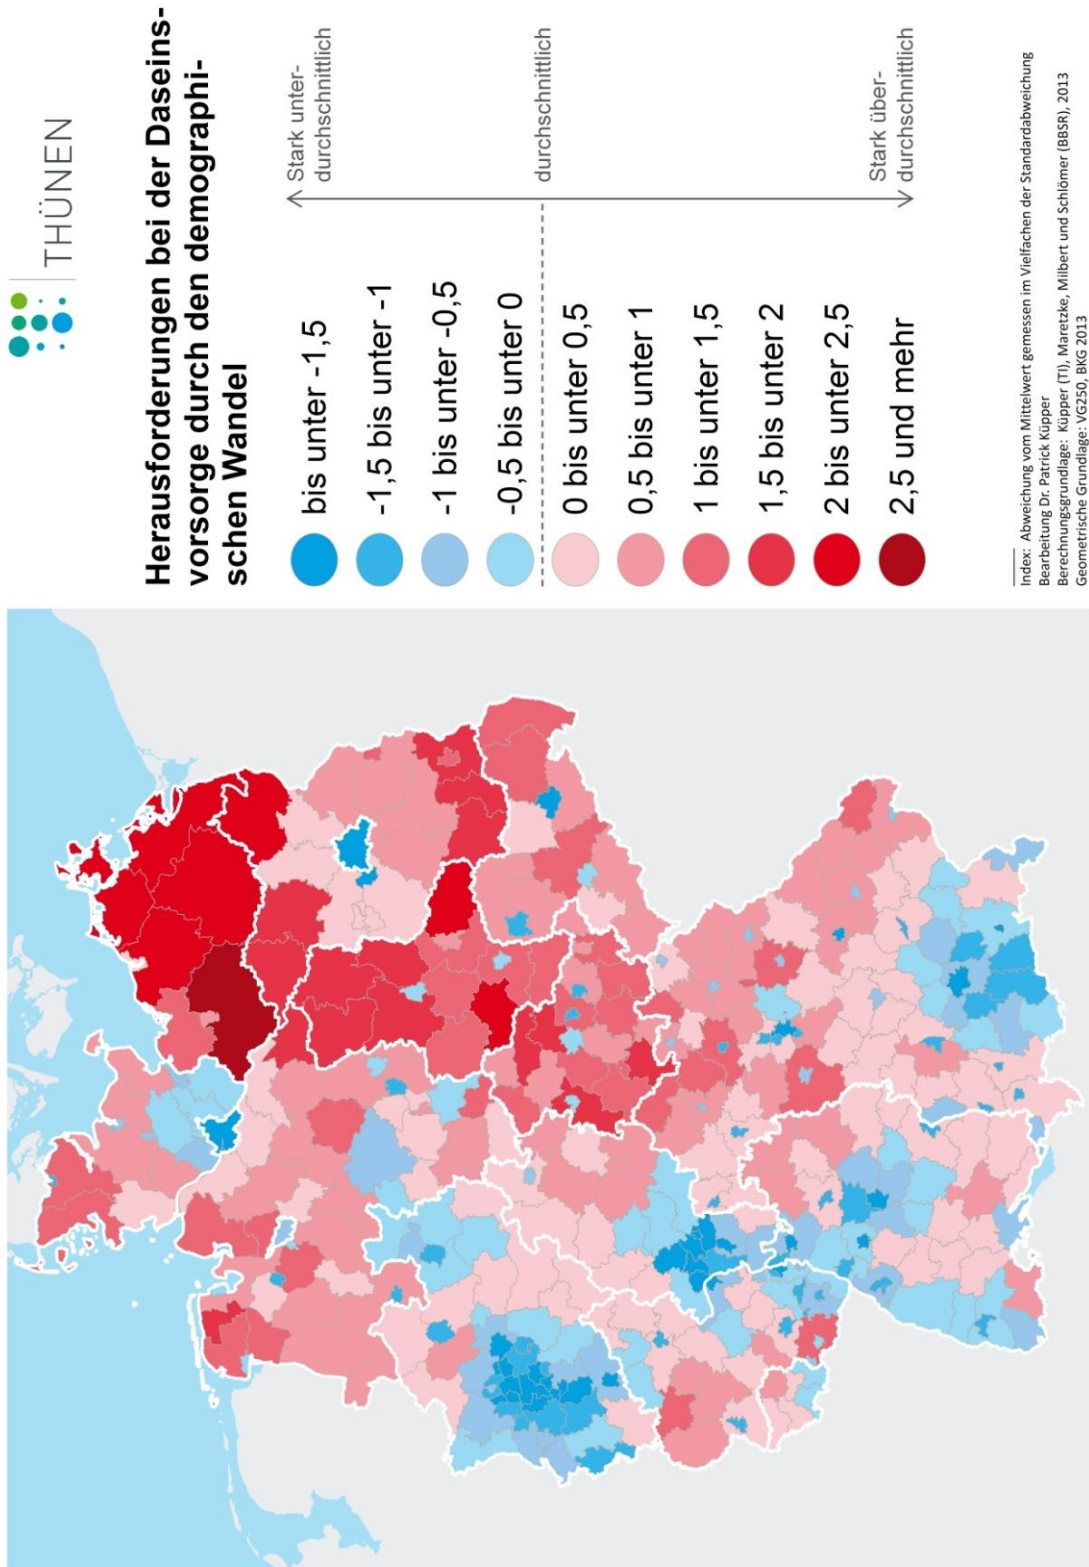 THÜNEN
Herausforderungen bei der Daseins-
vorsorge durch den demographi-
schen Wandel
bis unter -1,5
-1,5 bis unter -1
-1 bis unter -0,5
-0,5 bis unter 0
0 bis unter 0,5
0,5 bis unter 1
1 bis unter 1,5
1,5 bis unter 2
2 bis unter 2,5
2,5 und mehr
Stark unter-
durchschnittlich
durchschnittlich
Stark über-
durchschnittlich
Index: Abweichung vom Mittelwert gemessen im Vielfachen der Standardabweichung
Bearbeitung Dr. Patrick Küpper
Berechnungsgrundlage: Küpper (TI), Maretzke, Milbert und Schlömer (BBSR), 2013
Geometrische Grundlage: VG250, BKG 2013